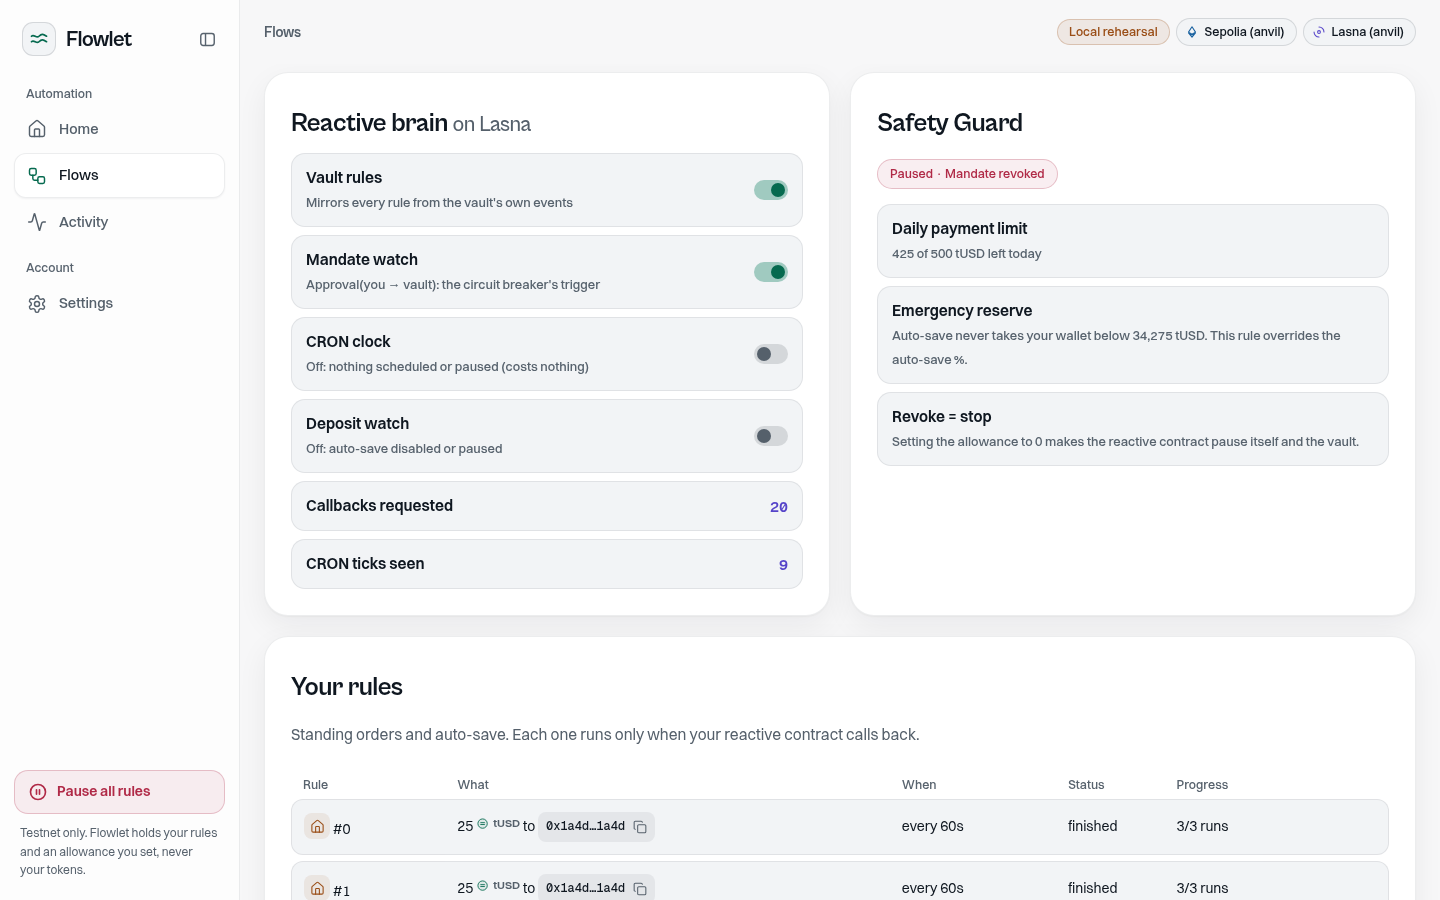 Flowlet
Automation
Home
Flows
Activity
Account
Settings
Pause all rules
Testnet only. Flowlet holds your rules
and an allowance you set, never
your tokens.
Flows
Local rehearsal
Sepolia (anvil)
Lasna (anvil)
Reactive brain on Lasna
Vault rules
Mirrors every rule from the vault's own events
Mandate watch
Approval(you → vault): the circuit breaker's trigger
CRON clock
Off: nothing scheduled or paused (costs nothing)
Deposit watch
Off: auto-save disabled or paused
Callbacks requested 20
CRON ticks seen 9
Safety Guard
Paused · Mandate revoked
Daily payment limit
425 of 500 tUSD left today
Emergency reserve
Auto-save never takes your wallet below 34,275 tUSD. This rule overrides the
auto-save %.
Revoke = stop
Setting the allowance to 0 makes the reactive contract pause itself and the vault.
Your rules
Standing orders and auto-save. Each one runs only when your reactive contract calls back.
Rule What When Status Progress
#0 25 tUSD to 0x1a4d…1a4d every 60s finished 3/3 runs
#1 25 tUSD to 0x1a4d…1a4d every 60s finished 3/3 runs